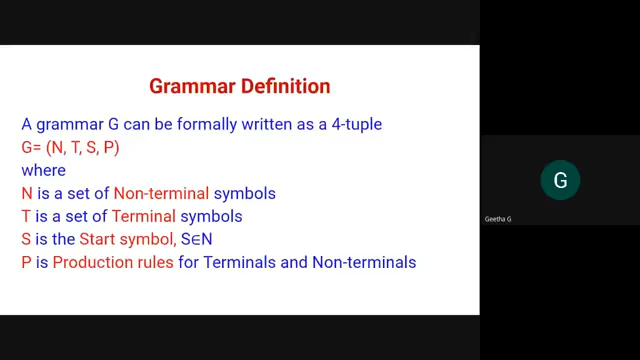 Grammar Definition
A grammar G can be formally written as a 4-tuple
G= (N, T, S, P)
where
N is a set of Non-terminal symbols
T is a set of Terminal symbols
S is the Start symbol, S∈N
P is Production rules for Terminals and Non-terminals
G
Geetha G